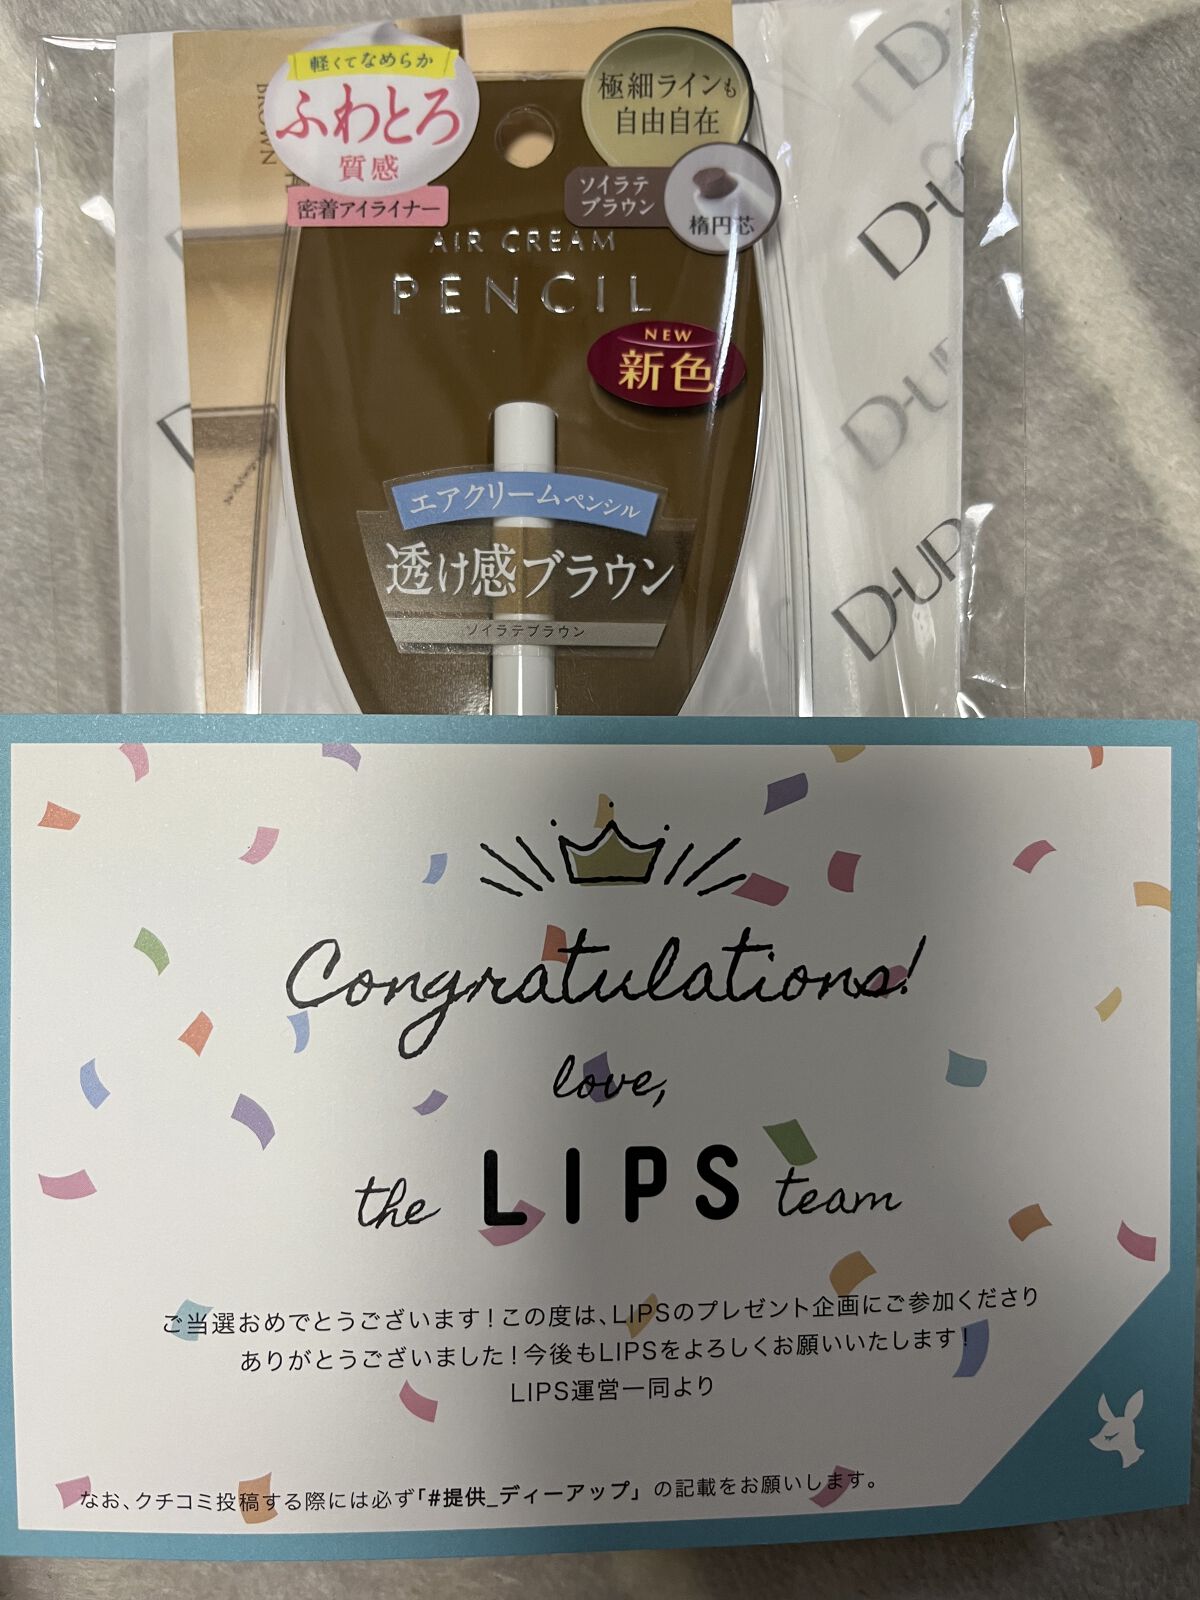 軽くてなめらか
ふわとろ
質感
密着アイライナー
極細ラインも
自由自在
ソイラテ
ブラウン
楕円芯
BROWN
AIR CREAM
PENCIL
NEW
新色
エアクリームペンシル
透け感ブラウン
ソイラテブラウン
D-UP
Congratulations!
love,
the LIPS team
ご当選おめでとうございます!この度は、LIPSのプレゼント企画にご参加くださり
ありがとうございました!今後もLIPSをよろしくお願いいたします!
LIPS運営一同より
なお、クチコミ投稿する際には必ず「#提供_ディーアップ」の記載をお願いします。